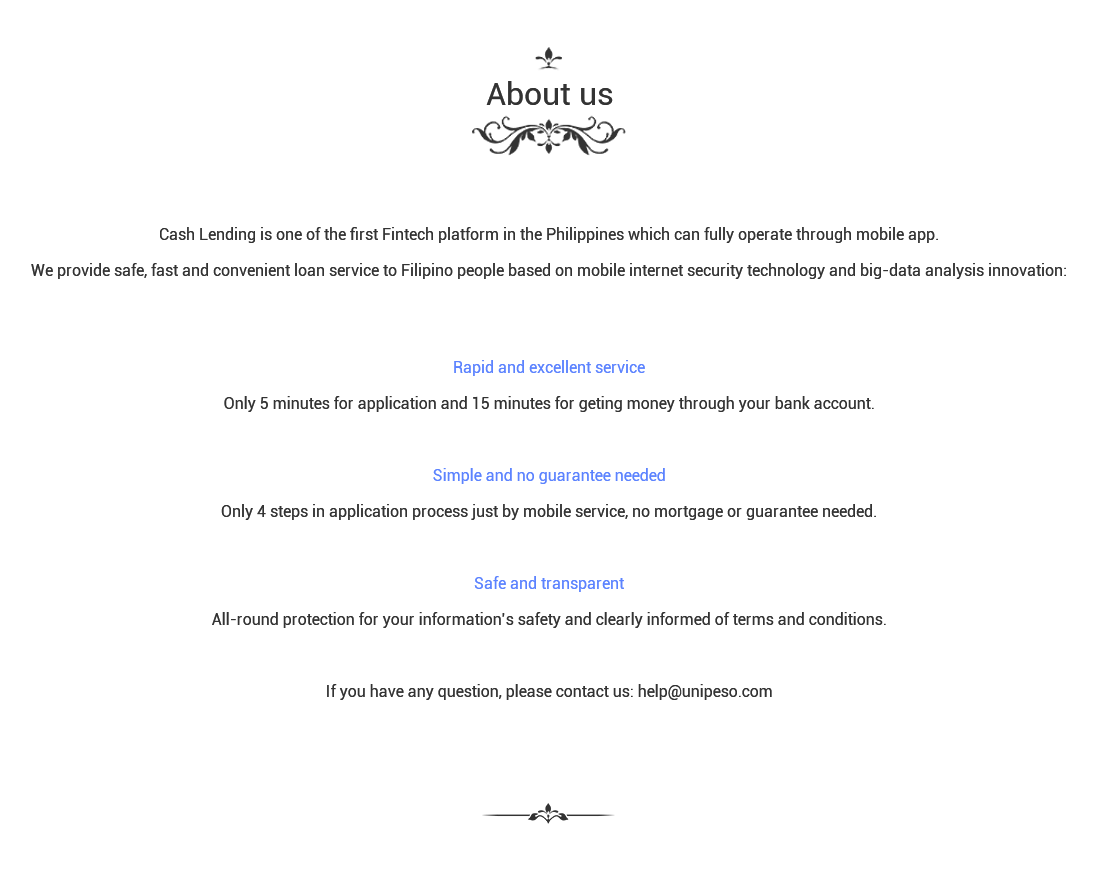 About us
Cash Lending is one of the first Fintech platform in the Philippines which can fully operate through mobile app.
We provide safe, fast and convenient loan service to Filipino people based on mobile internet security technology and big-data analysis innovation:
Rapid and excellent service
Only 5 minutes for application and 15 minutes for geting money through your bank account.
Simple and no guarantee needed
Only 4 steps in application process just by mobile service, no mortgage or guarantee needed.
Safe and transparent
All-round protection for your information's safety and clearly informed of terms and conditions.
If you have any question, please contact us: help@unipeso.com